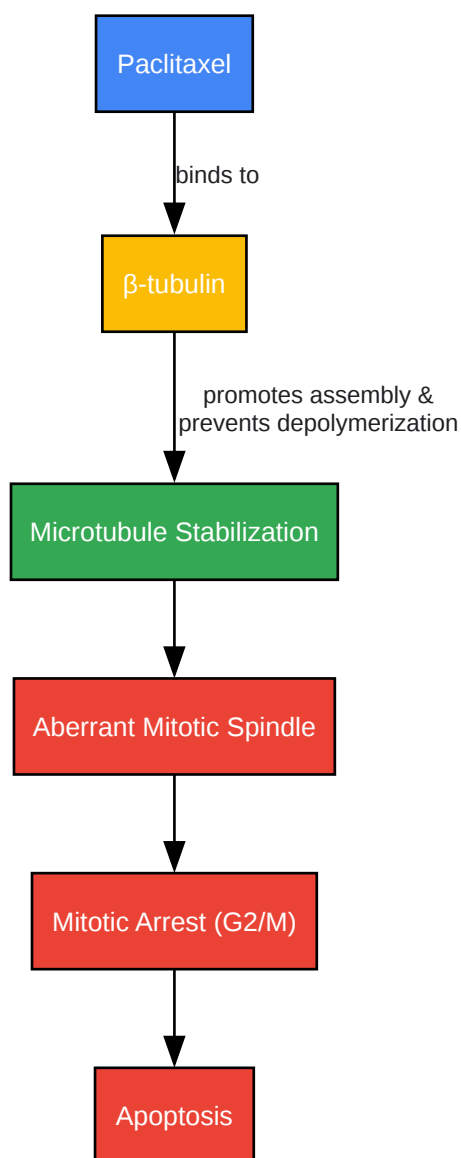 Paclitaxel
binds to
β-tubulin
promotes assembly &
prevents depolymerization
Microtubule Stabilization
Aberrant Mitotic Spindle
Mitotic Arrest (G2/M)
Apoptosis